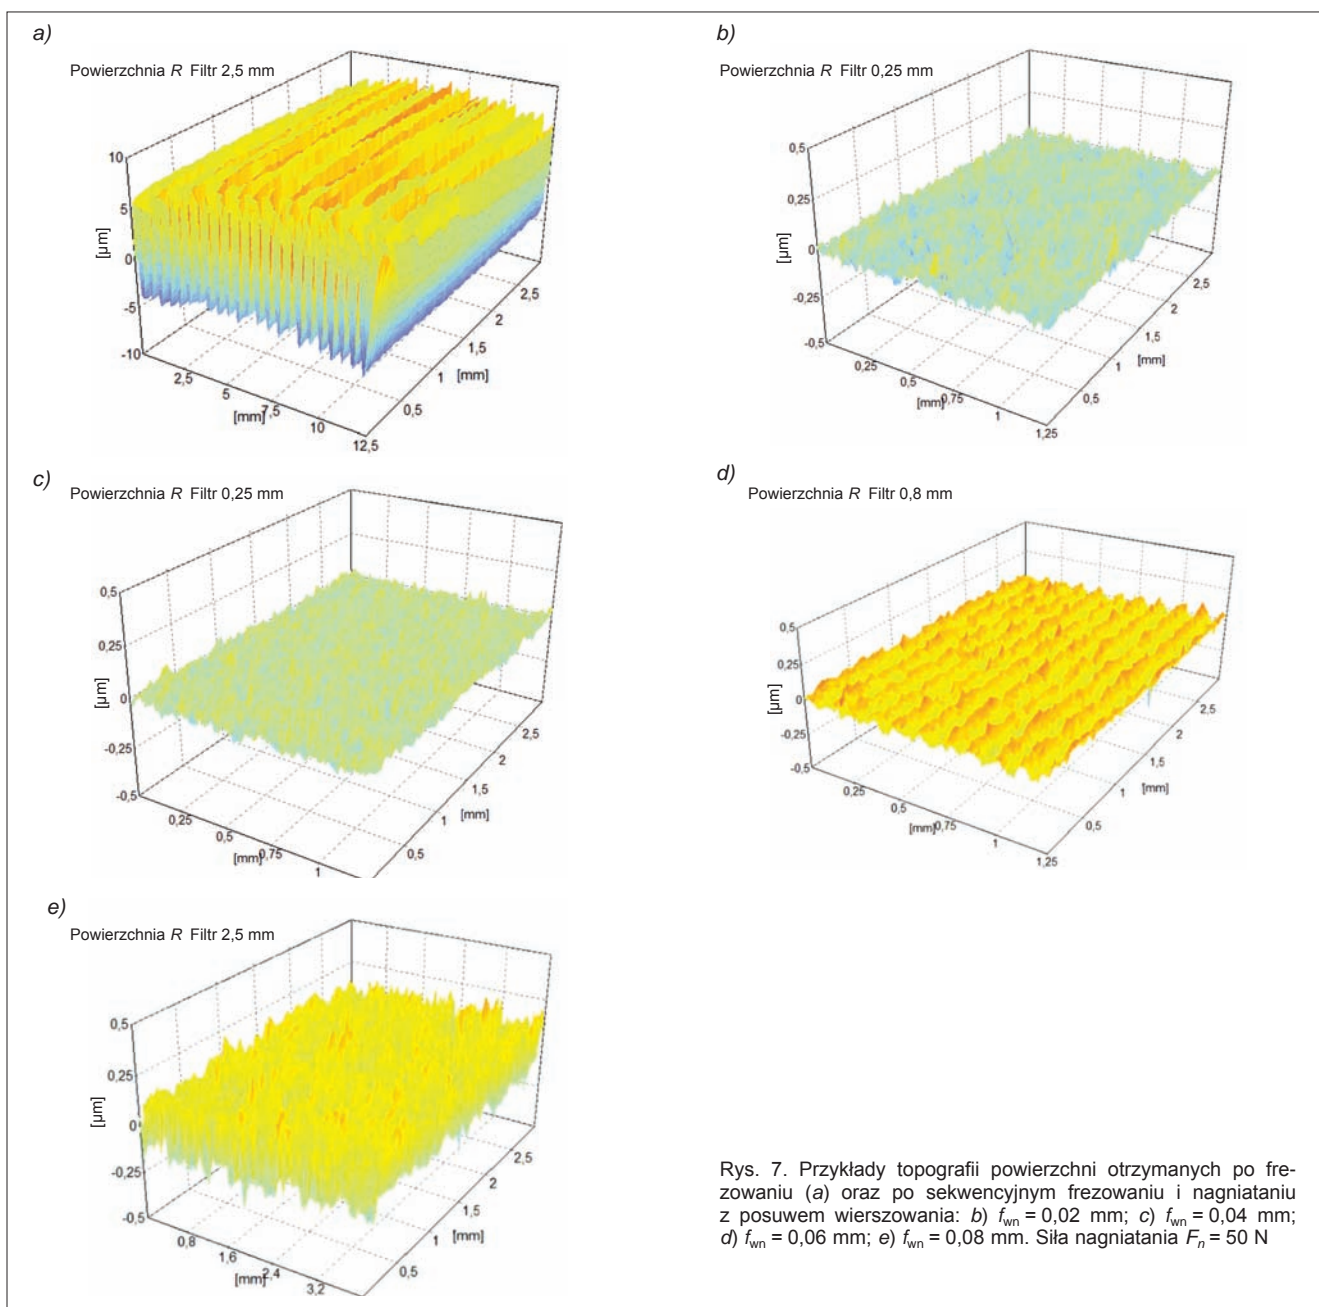 a)
Powierzchnia R Filtr 2,5 mm
10
5
0
-5
-10
[µm]
2,5
5
7,5
10
12,5
[mm]
0,5
1
1,5
2
2,5
[mm]
b)
Powierzchnia R Filtr 0,25 mm
0,5
0,25
0
-0,25
-0,5
[µm]
0,25
0,5
0,75
1
1,25
[mm]
0,5
1
1,5
2
2,5
[mm]
c)
Powierzchnia R Filtr 0,25 mm
0,5
0,25
0
-0,25
-0,5
[µm]
0,25
0,5
0,75
1
[mm]
0,5
1
1,5
2
2,5
[mm]
d)
Powierzchnia R Filtr 0,8 mm
0,5
0,25
0
-0,25
-0,5
[µm]
0,25
0,5
0,75
1
1,25
[mm]
0,5
1
1,5
2
2,5
[mm]
e)
Powierzchnia R Filtr 2,5 mm
0,5
0,25
0
-0,25
-0,5
[µm]
0,8
1,6
2,4
3,2
[mm]
0,5
1
1,5
2
2,5
[mm]
Rys. 7. Przykłady topografii powierzchni otrzymanych po fre-
zowaniu (a) oraz po sekwencyjnym frezowaniu i nagniataniu
z posuwem wierszowania: b) fwn = 0,02 mm; c) fwn = 0,04 mm;
d) fwn = 0,06 mm; e) fwn = 0,08 mm. Siła nagniatania Fn = 50 N